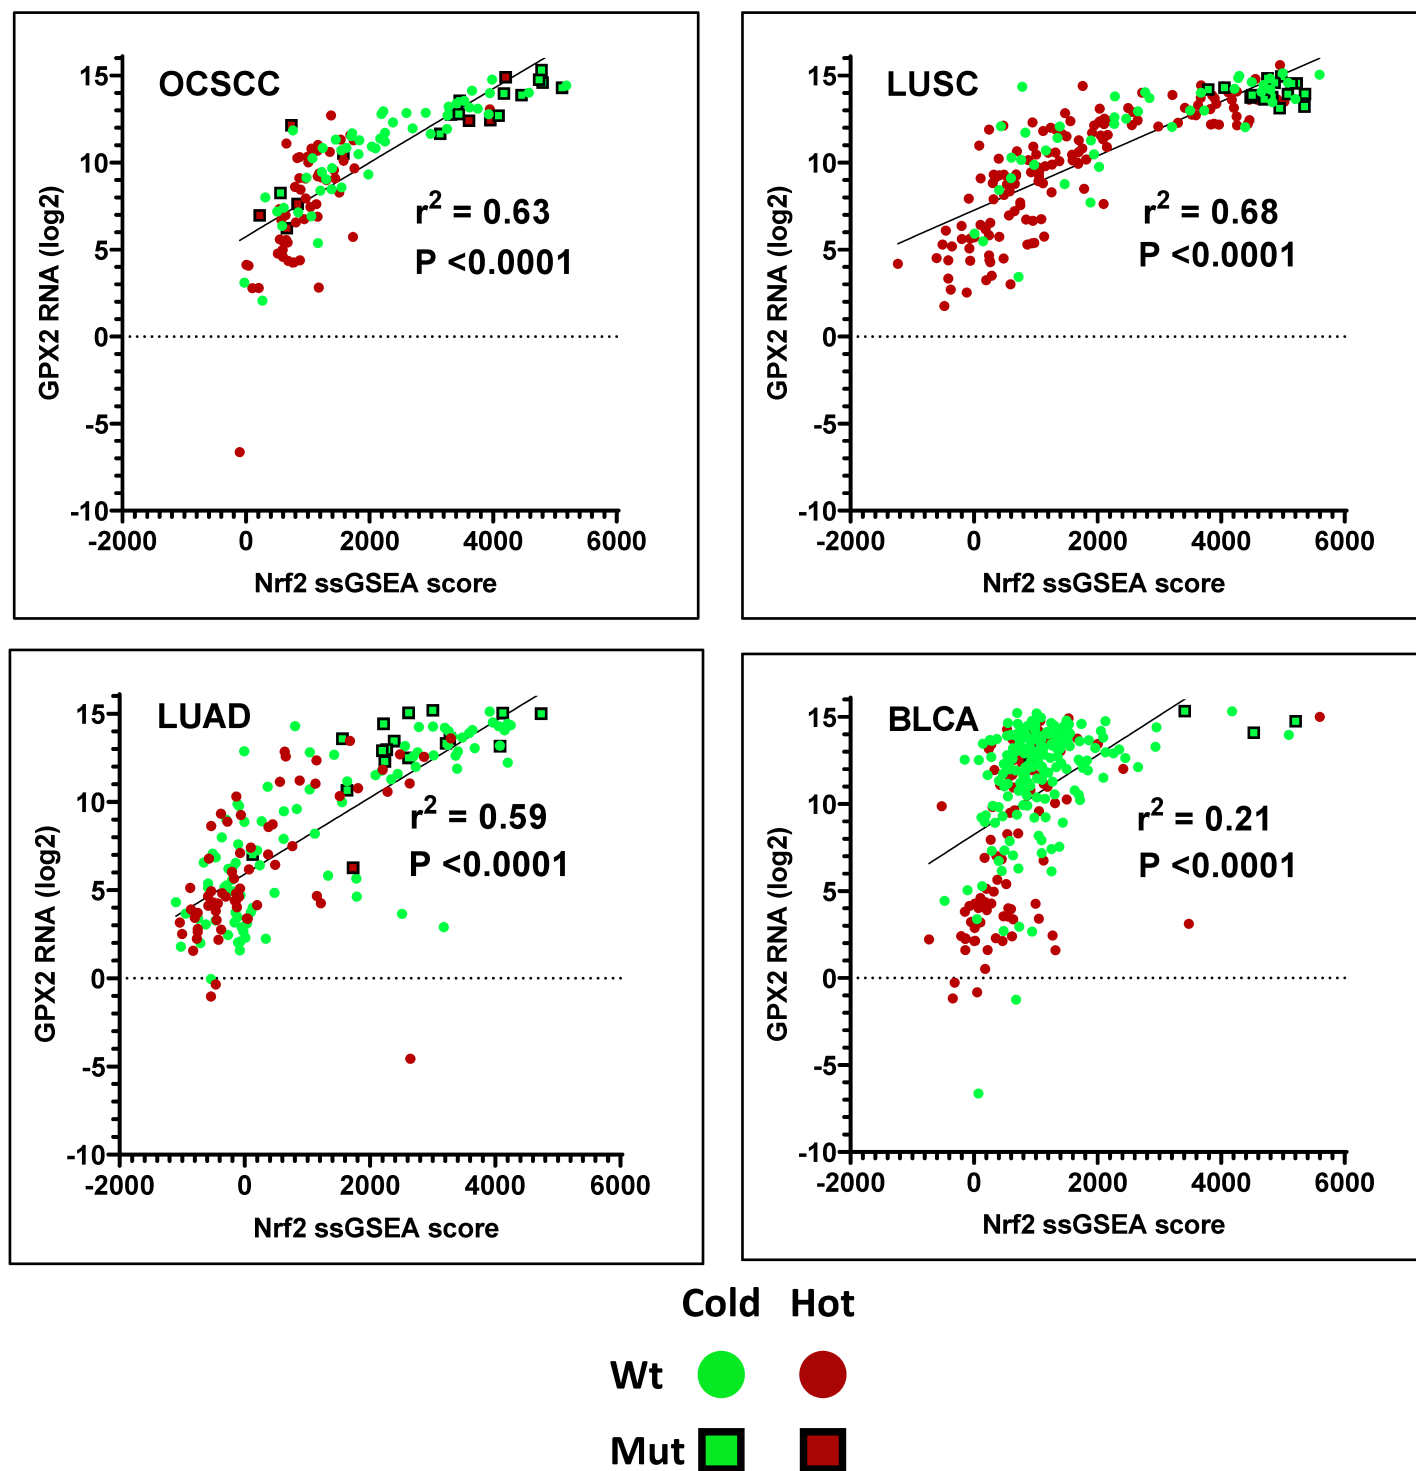 OCSCC
r² = 0.63
P <0.0001
GPX2 RNA (log2)
15
10
5
0
-5
-10
-2000 0 2000 4000 6000
Nrf2 ssGSEA score
LUSC
r² = 0.68
P <0.0001
GPX2 RNA (log2)
15
10
5
0
-5
-10
-2000 0 2000 4000 6000
Nrf2 ssGSEA score
LUAD
r² = 0.59
P <0.0001
GPX2 RNA (log2)
15
10
5
0
-5
-10
-2000 0 2000 4000 6000
Nrf2 ssGSEA score
BLCA
r² = 0.21
P <0.0001
GPX2 RNA (log2)
15
10
5
0
-5
-10
-2000 0 2000 4000 6000
Nrf2 ssGSEA score
Cold Hot
Wt
Mut